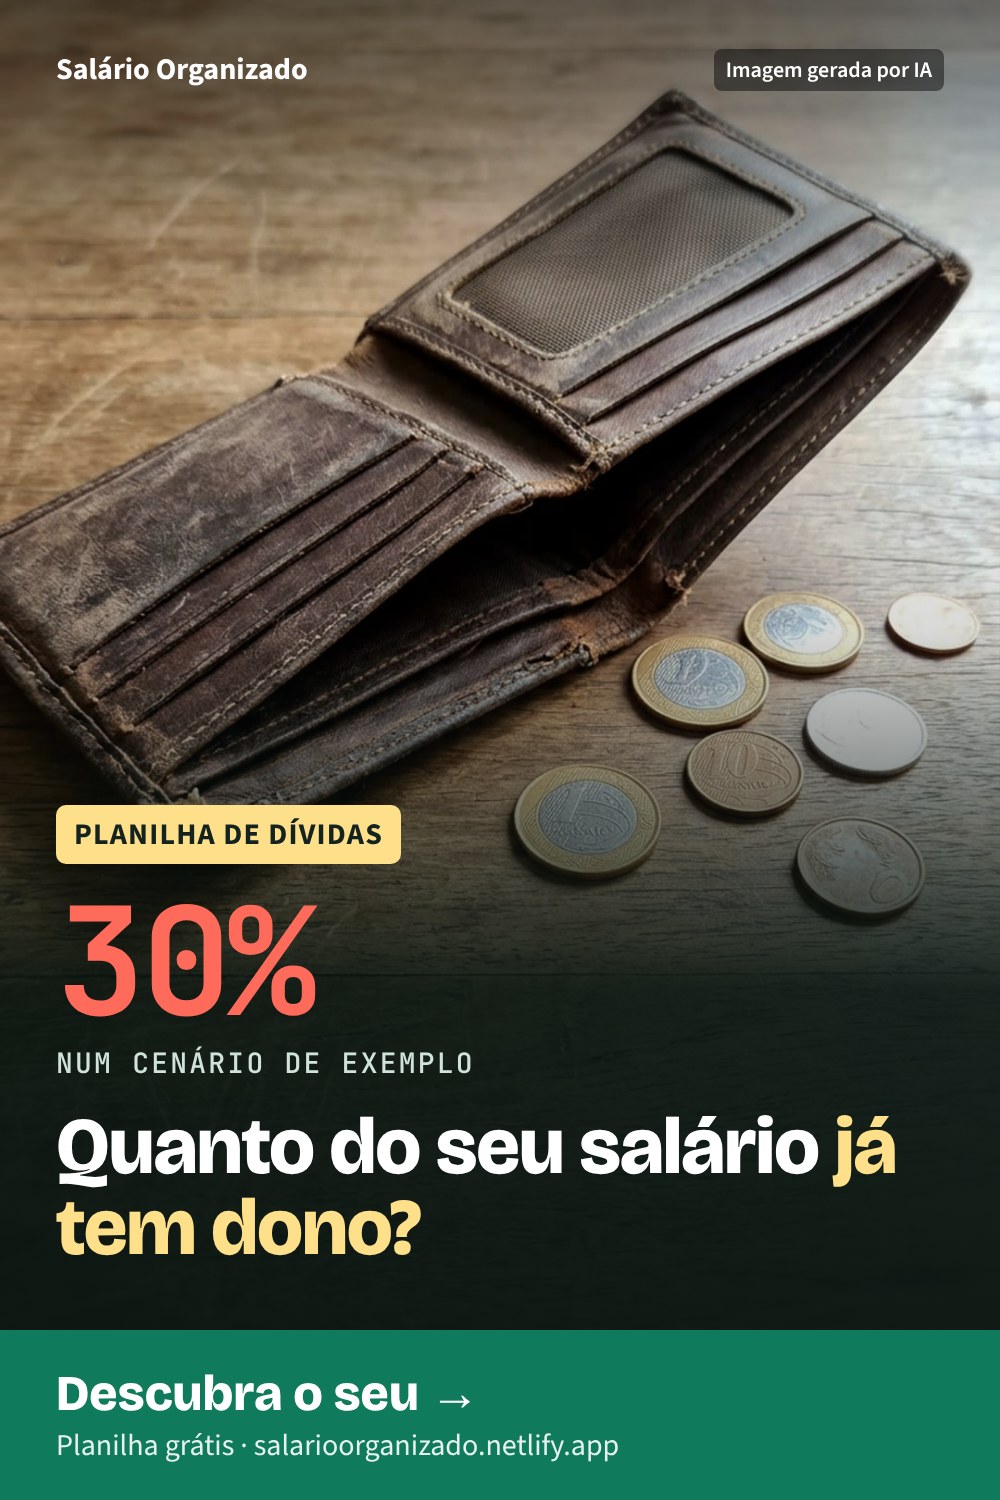 Salário Organizado
Imagem gerada por IA
10
PLANILHA DE DÍVIDAS
30%
NUM CENÁRIO DE EXEMPLO
Quanto do seu salário já
tem dono?
Descubra o seu →
Planilha grátis · salarioorganizado.netlify.app